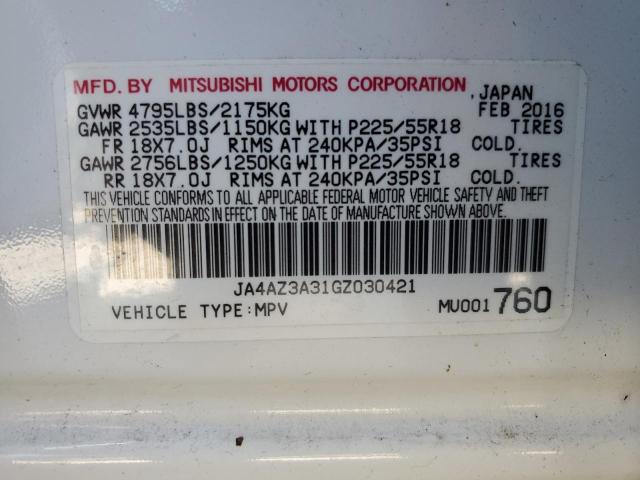 MFD. BY MITSUBISHI MOTORS CORPORATION, JAPAN
GVWR 4795LBS/2175KG FEB 2016
GAWR 2535LBS/1150KG WITH P225/55R18 TIRES
FR 18X7.0J RIMS AT 240KPA/35PSI COLD.
GAWR 2756LBS/1250KG WITH P225/55R18 TIRES
RR 18X7.0J RIMS AT 240KPA/35PSI COLD.
THIS VEHICLE CONFORMS TO ALL APPLICABLE FEDERAL MOTOR VEHICLE SAFETY AND THEFT
PREVENTION STANDARDS IN EFFECT ON THE DATE OF MANUFACTURE SHOWN ABOVE.
JA4AZ3A31GZ030421
VEHICLE TYPE:MPV MU001 760